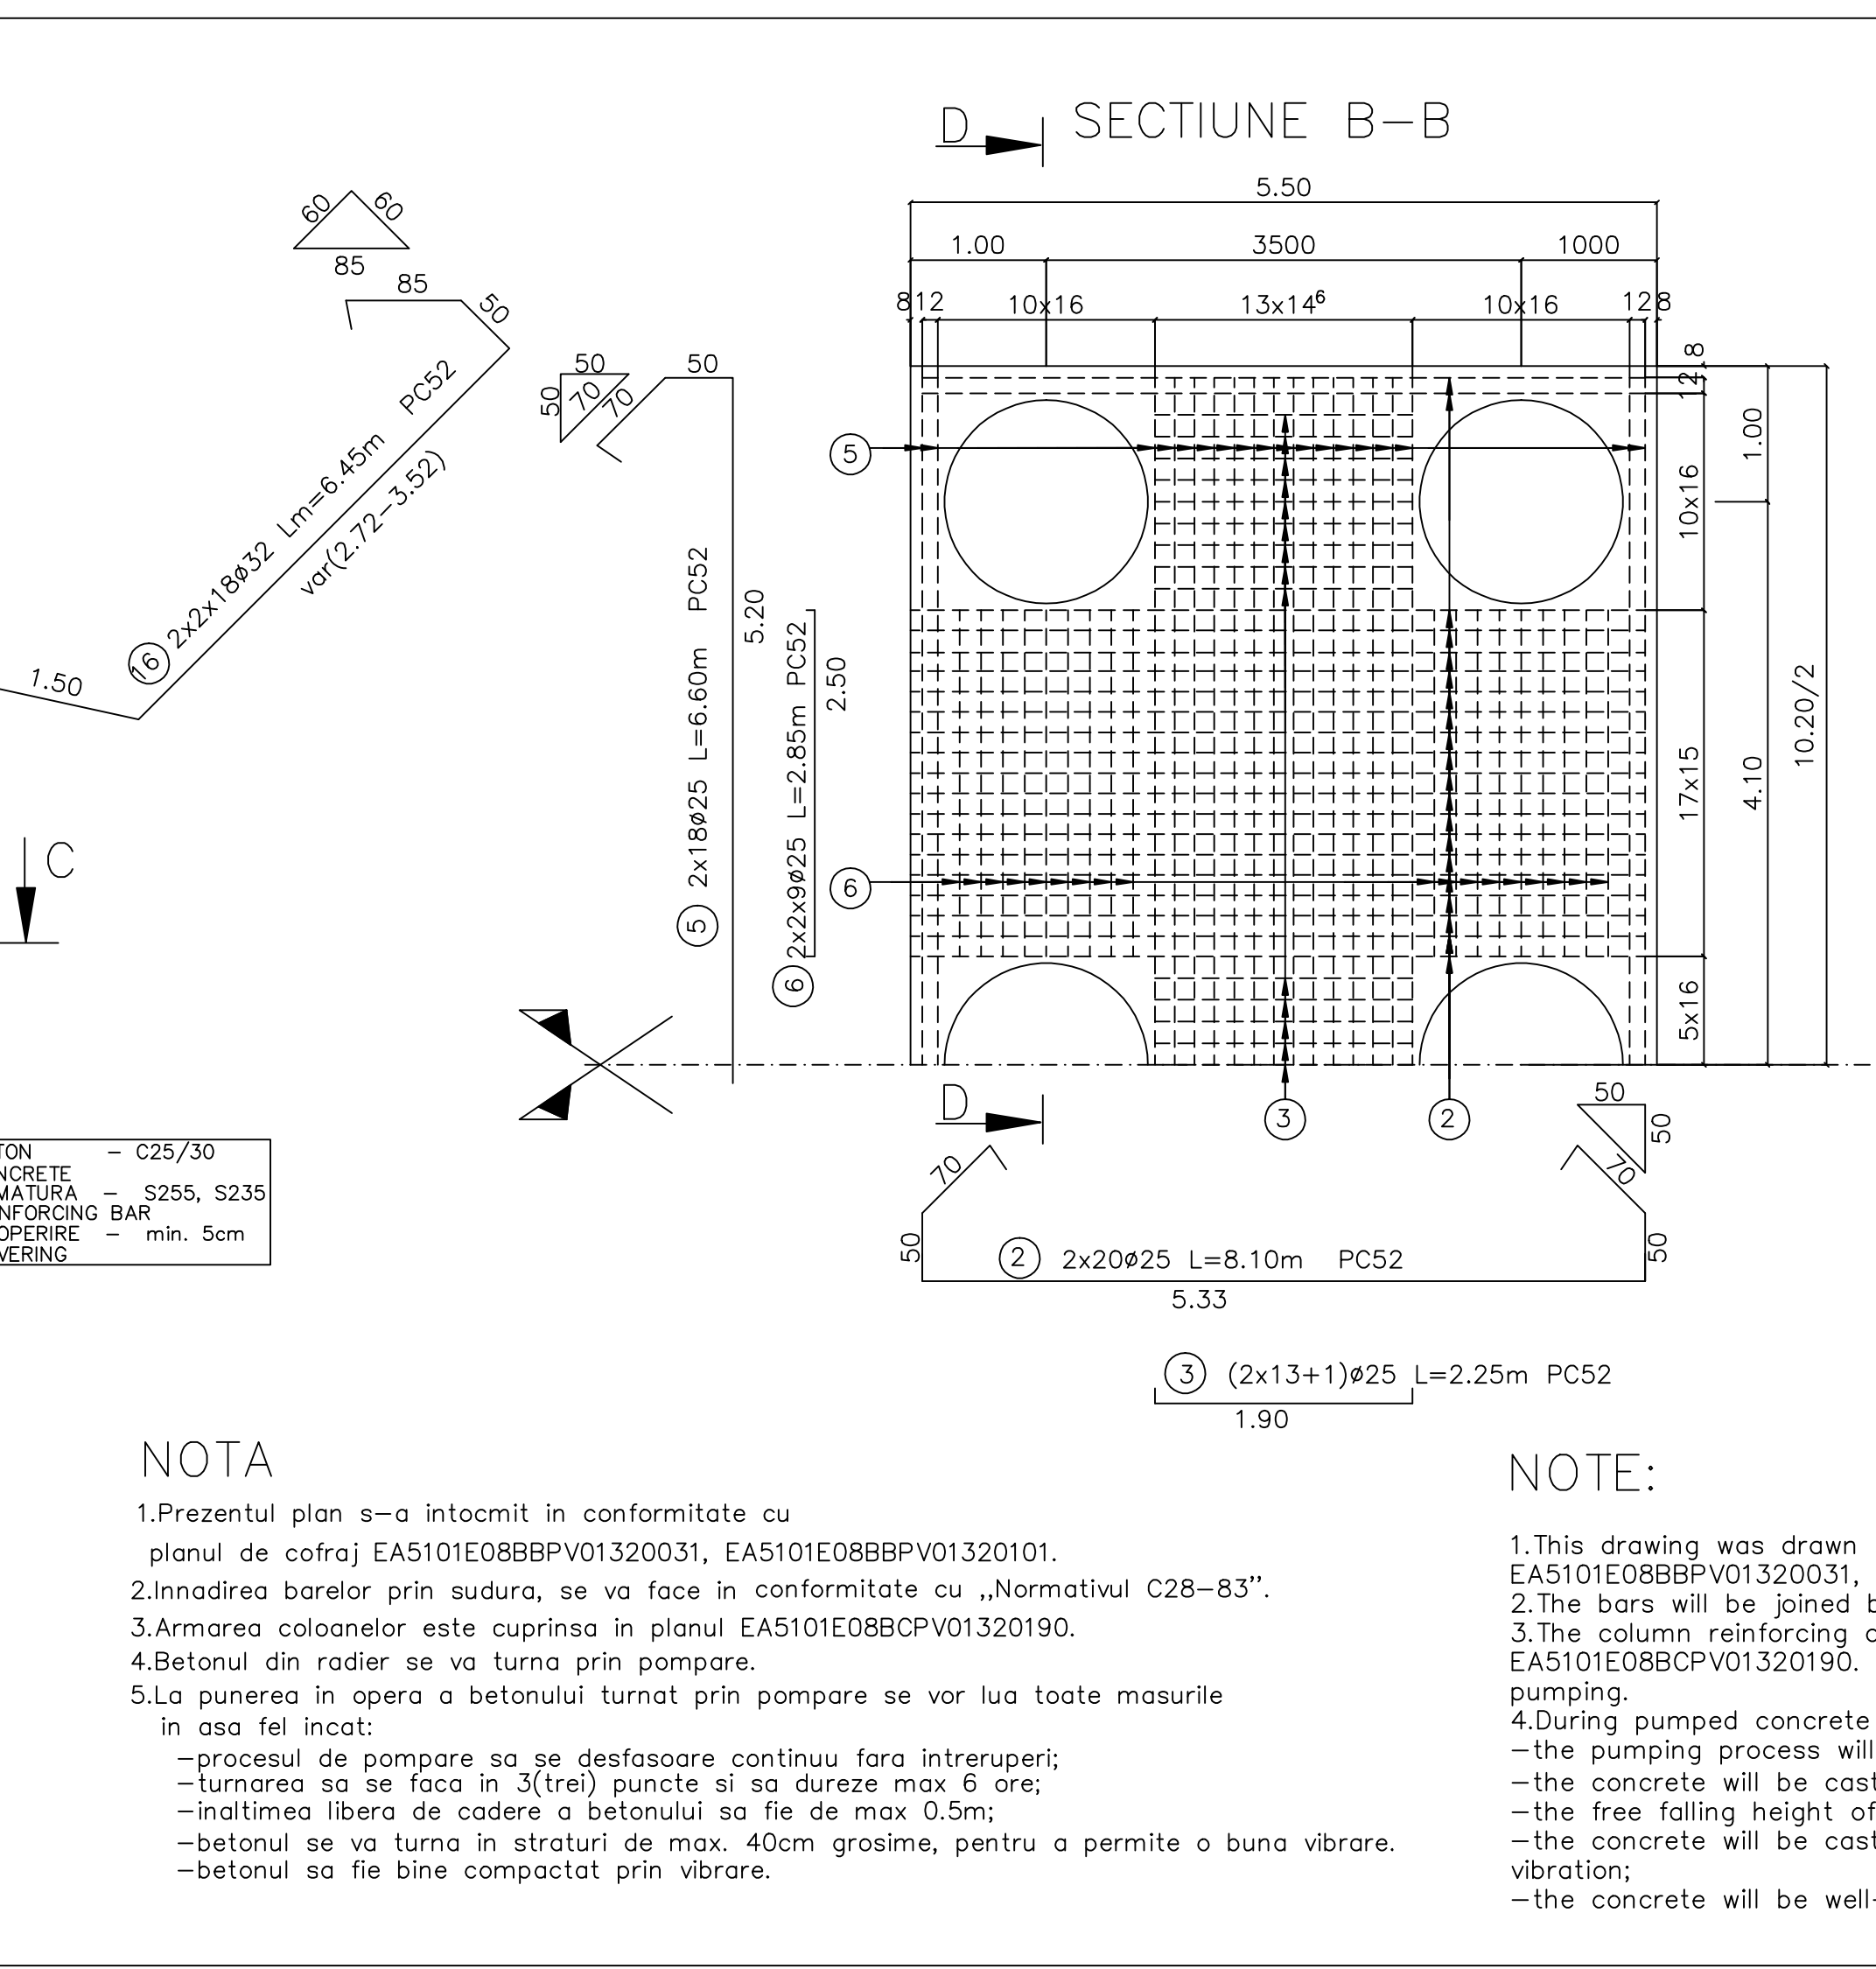 D
SECTIUNE B-B
5.50
1.00
3500
1000
8
12
10x16
13x14⁶
10x16
12
8
60
60
85
85
50
PC52
16
2x2x18ø32 Lm=6.45m
var(2.72-3.52)
1.50
C
50
50
70
70
50
5
2x18ø25 L=6.60m PC52
5.20
6
2x2x9ø25 L=2.85m PC52
2.50
5
6
8
12
10x16
17x15
5x16
1.00
4.10
10.20/2
D
3
2
50
50
70
70
50
50
2
2x20ø25 L=8.10m PC52
5.33
3
(2x13+1)ø25 L=2.25m PC52
1.90
TON - C25/30
NCRETE
MATURA - S255, S235
NFORCING BAR
OPERIRE - min. 5cm
VERING
NOTA
1.Prezentul plan s-a intocmit in conformitate cu
planul de cofraj EA5101E08BBPV01320031, EA5101E08BBPV01320101.
2.Innadirea barelor prin sudura, se va face in conformitate cu ,,Normativul C28-83”.
3.Armarea coloanelor este cuprinsa in planul EA5101E08BCPV01320190.
4.Betonul din radier se va turna prin pompare.
5.La punerea in opera a betonului turnat prin pompare se vor lua toate masurile
in asa fel incat:
-procesul de pompare sa se desfasoare continuu fara intreruperi;
-turnarea sa se faca in 3(trei) puncte si sa dureze max 6 ore;
-inaltimea libera de cadere a betonului sa fie de max 0.5m;
-betonul se va turna in straturi de max. 40cm grosime, pentru a permite o buna vibrare.
-betonul sa fie bine compactat prin vibrare.
NOTE:
1.This drawing was drawn
EA5101E08BBPV01320031,
2.The bars will be joined b
3.The column reinforcing
EA5101E08BCPV01320190.
pumping.
4.During pumped concrete
-the pumping process will
-the concrete will be cast
-the free falling height of
-the concrete will be cast
vibration;
-the concrete will be well-